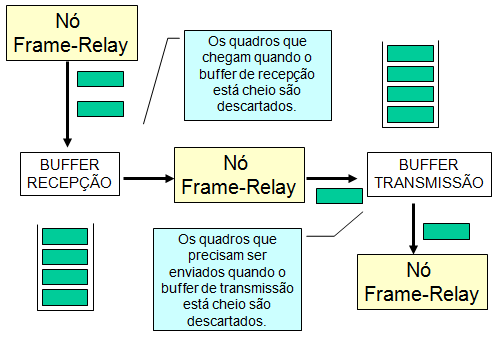 Nó
Frame-Relay
Os quadros que
chegam quando o
buffer de recepção
está cheio são
descartados.
BUFFER
RECEPÇÃO
Nó
Frame-Relay
BUFFER
TRANSMISSÃO
Os quadros que
precisam ser
enviados quando o
buffer de transmissão
está cheio são
descartados.
Nó
Frame-Relay